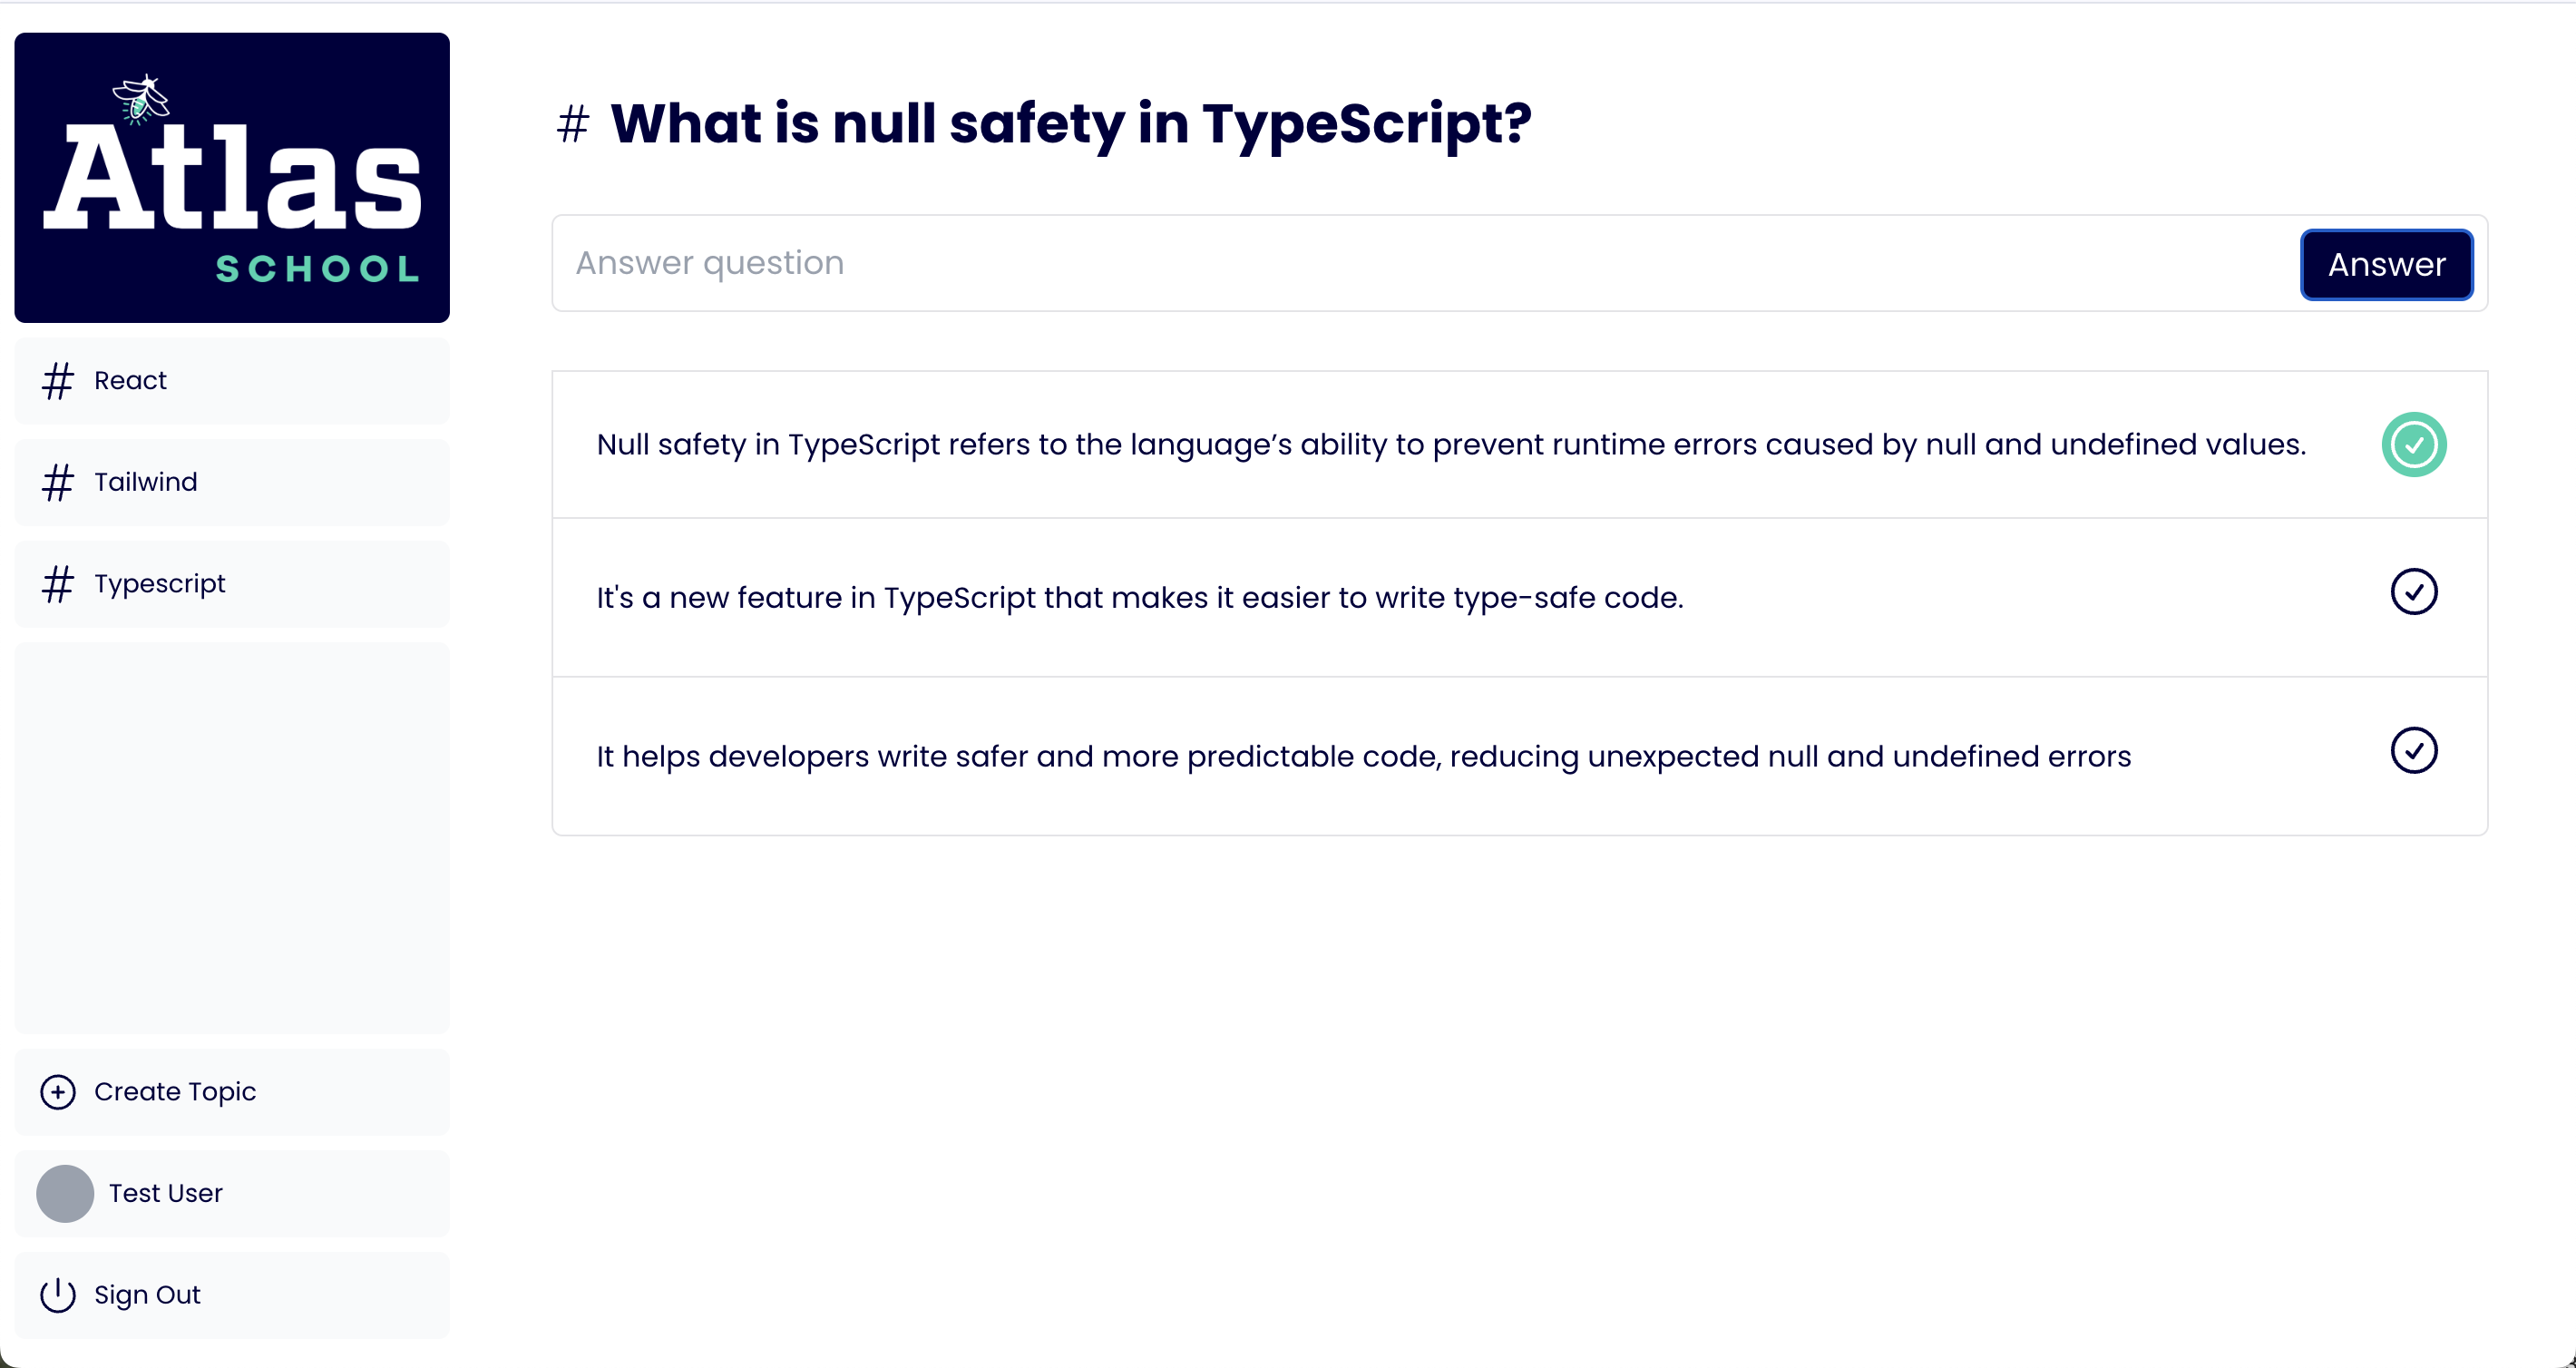 Atlas
SCHOOL
React
Tailwind
Typescript
Create Topic
Test User
Sign Out
# What is null safety in TypeScript?
Answer question
Answer
Null safety in TypeScript refers to the language’s ability to prevent runtime errors caused by null and undefined values.
It's a new feature in TypeScript that makes it easier to write type-safe code.
It helps developers write safer and more predictable code, reducing unexpected null and undefined errors